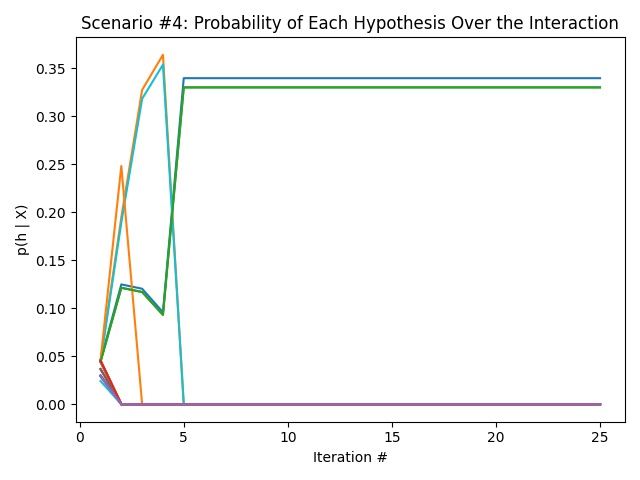 Scenario #4: Probability of Each Hypothesis Over the Interaction
p(h | X)
0.35
0.30
0.25
0.20
0.15
0.10
0.05
0.00
0 5 10 15 20 25
Iteration #